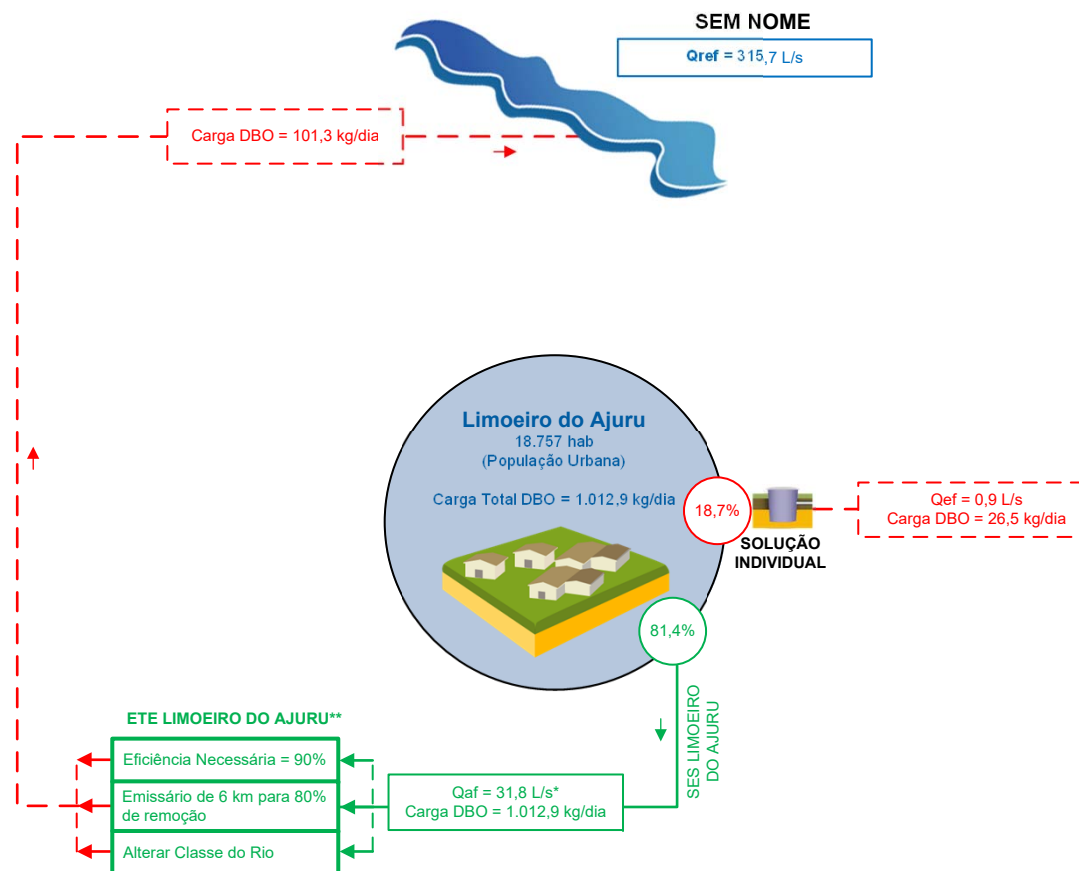 SEM NOME
Qref = 315,7 L/s
Carga DBO = 101,3 kg/dia
Limoeiro do Ajuru
18.757 hab
(População Urbana)
Carga Total DBO = 1.012,9 kg/dia
18,7%
SOLUÇÃO
INDIVIDUAL
Qef = 0,9 L/s
Carga DBO = 26,5 kg/dia
81,4%
SES LIMOEIRO
DO AJURU
ETE LIMOEIRO DO AJURU**
Eficiência Necessária = 90%
Emissário de 6 km para 80%
de remoção
Alterar Classe do Rio
Qaf = 31,8 L/s*
Carga DBO = 1.012,9 kg/dia